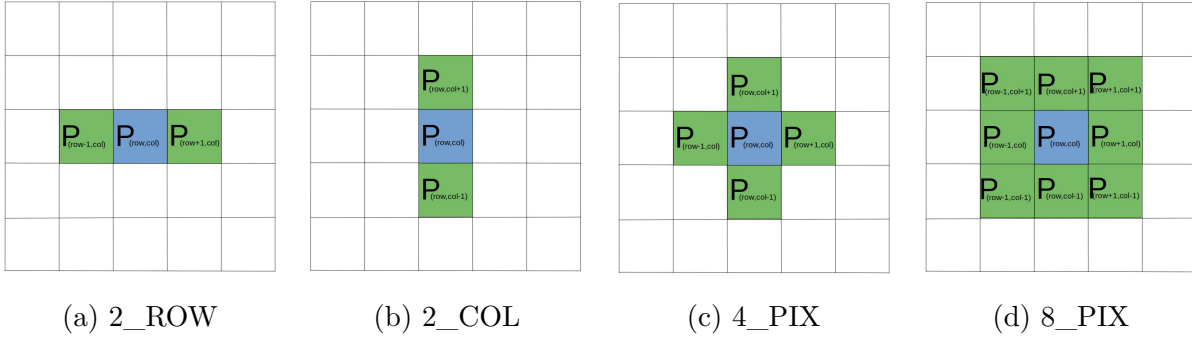 P(row-1,col) P(row,col) P(row+1,col)
(a) 2_ROW
P(row,col+1)
P(row,col)
P(row,col-1)
(b) 2_COL
P(row,col+1)
P(row-1,col) P(row,col) P(row+1,col)
P(row,col-1)
(c) 4_PIX
P(row-1,col+1) P(row,col+1) P(row+1,col+1)
P(row-1,col) P(row,col) P(row+1,col)
P(row-1,col-1) P(row,col-1) P(row+1,col-1)
(d) 8_PIX